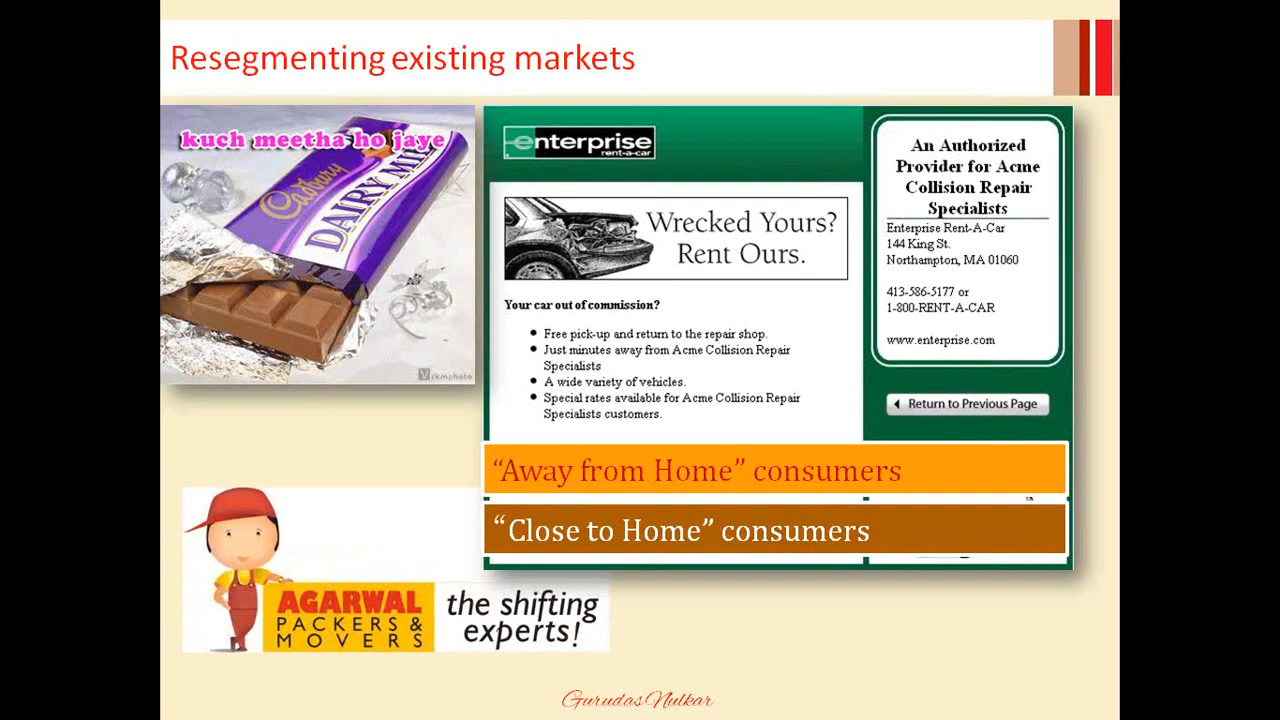 Resegmenting existing markets
kuch meetha ho jaye
Cadbury
DAIRY MILK
enterprise
rent-a-car
Wrecked Yours?
Rent Ours.
Your car out of commission?
Free pick-up and return to the repair shop.
Just minutes away from Acme Collision Repair
Specialists
A wide variety of vehicles.
Special rates available for Acme Collision Repair
Specialists customers.
An Authorized
Provider for Acme
Collision Repair
Specialists
Enterprise Rent-A-Car
144 King St.
Northampton, MA 01060
413-586-5177 or
1-800-RENT-A-CAR
www.enterprise.com
Return to Previous Page
“Away from Home” consumers
“Close to Home” consumers
AGARWAL
PACKERS &
MOVERS
the shifting
experts!
Gurudas Nulkar